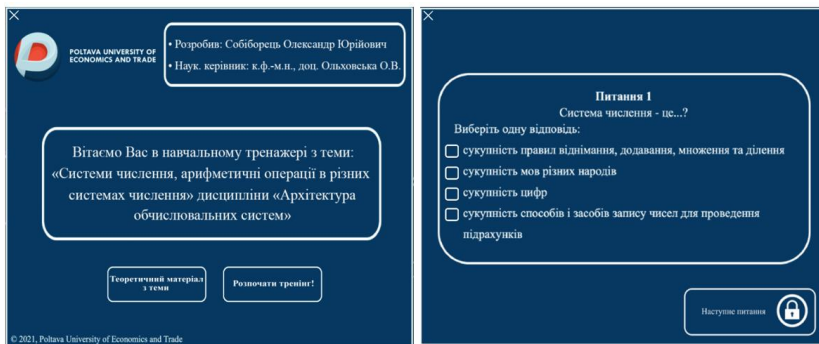 POLTAVA UNIVERSITY OF
ECONOMICS AND TRADE
• Розробив: Собіборець Олександр Юрійович
• Наук. керівник: к.ф.-м.н., доц. Ольховська О.В.
Вітаємо Вас в навчальному тренажері з теми:
«Системи числення, арифметичні операції в різних
системах числення» дисципліни «Архітектура
обчислювальних систем»
Теоретичний матеріал
з теми
Розпочати тренінг!
© 2021, Poltava University of Economics and Trade
Питання 1
Система числення - це...?
Виберіть одну відповідь:
сукупність правил віднімання, додавання, множення та ділення
сукупність мов різних народів
сукупність цифр
сукупність способів і засобів запису чисел для проведення
підрахунків
Наступне питання